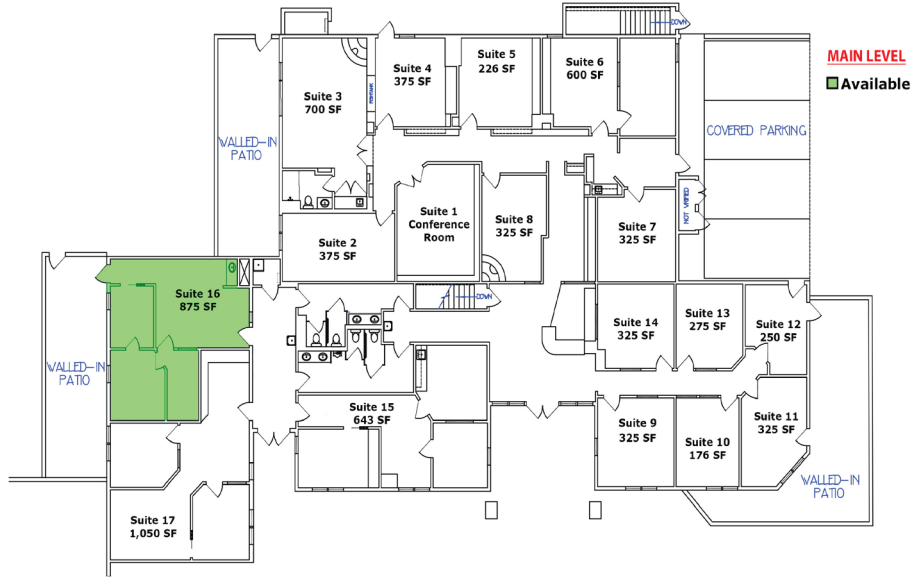 DOWN
MAIN LEVEL
Available
Suite 3
700 SF
Suite 4
375 SF
Suite 5
226 SF
Suite 6
600 SF
COVERED PARKING
WALLED-IN
PATIO
Suite 1
Conference
Room
Suite 8
325 SF
Suite 7
325 SF
NOT VERIFIED
Suite 2
375 SF
Suite 16
875 SF
DOWN
Suite 14
325 SF
Suite 13
275 SF
Suite 12
250 SF
WALLED-IN
PATIO
Suite 15
643 SF
Suite 9
325 SF
Suite 10
176 SF
Suite 11
325 SF
WALLED-IN
PATIO
Suite 17
1,050 SF